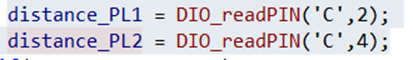 distance_PL1 = DIO_readPIN('C',2);
distance_PL2 = DIO_readPIN('C',4);